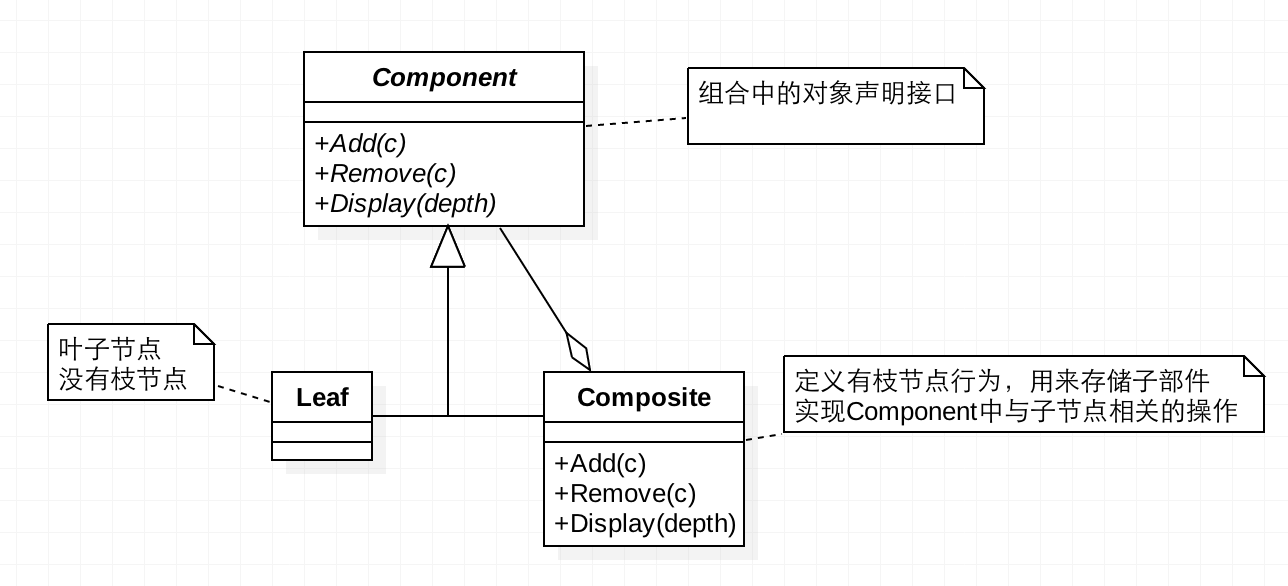 Component
+Add(c)
+Remove(c)
+Display(depth)
组合中的对象声明接口
叶子节点
没有枝节点
Leaf
Composite
+Add(c)
+Remove(c)
+Display(depth)
定义有枝节点行为，用来存储子部件
实现Component中与子节点相关的操作